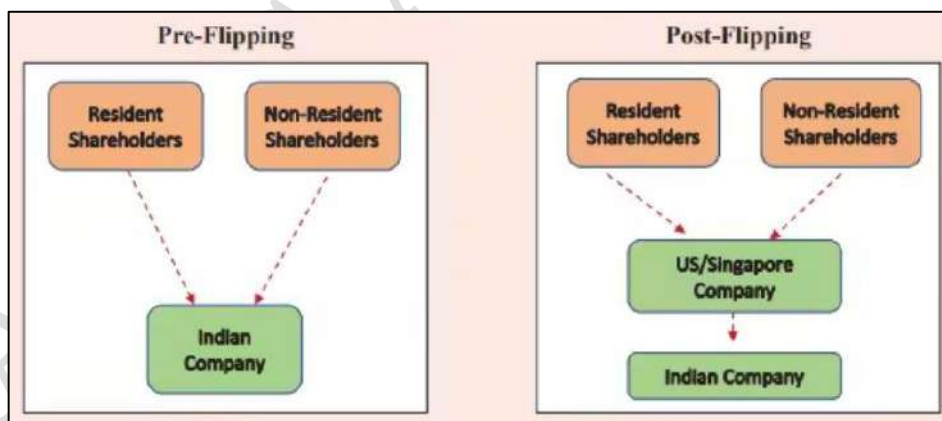 Pre-Flipping
Resident
Shareholders
Non-Resident
Shareholders
Indian
Company
Post-Flipping
Resident
Shareholders
Non-Resident
Shareholders
US/Singapore
Company
Indian Company